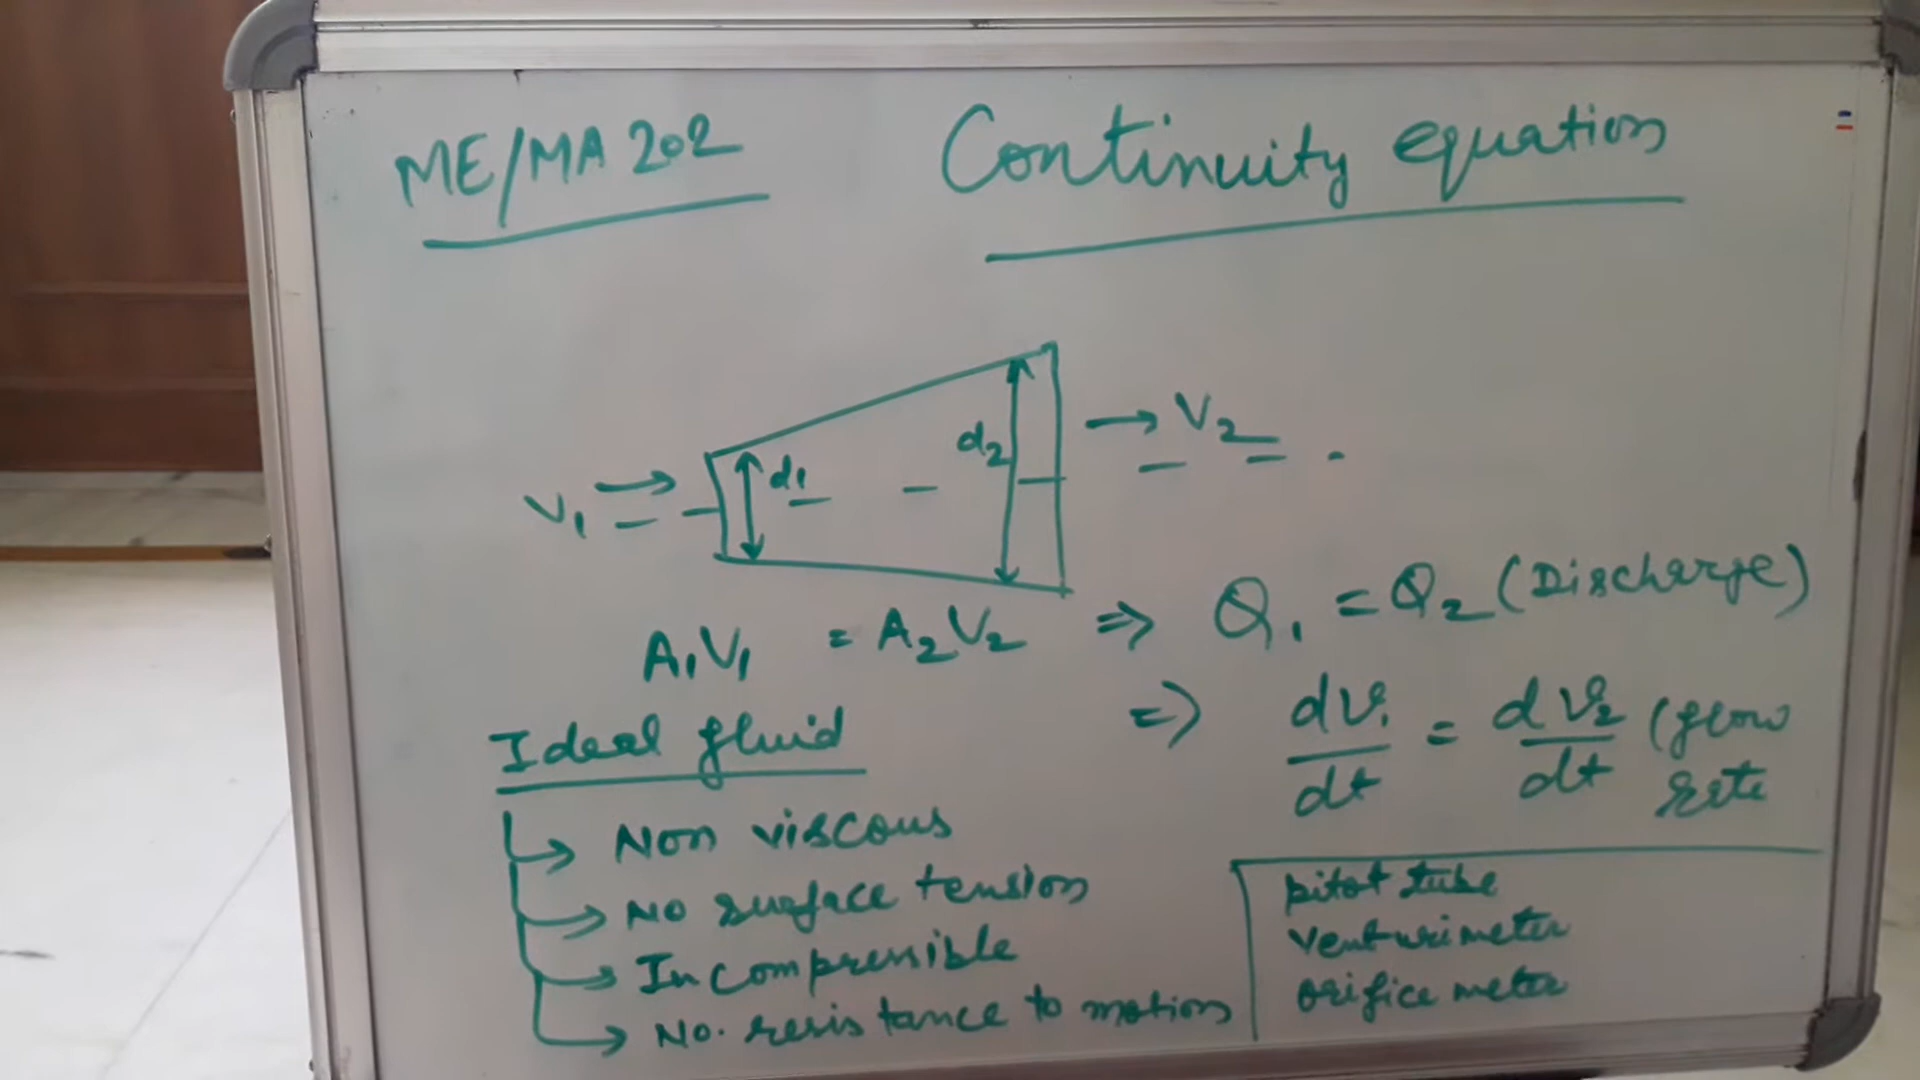 ME/MA 202
Continuity equation
V₁ → d₁ d₂ → V₂
A₁V₁ = A₂V₂ ⇒ Q₁ = Q₂ (Discharge)
⇒ dV₁/dt = dV₂/dt (flow rate
Ideal fluid
→ Non viscous
→ No surface tension
→ Incompressible
→ No. resistance to motion
pitot tube
venturimeter
orifice meter